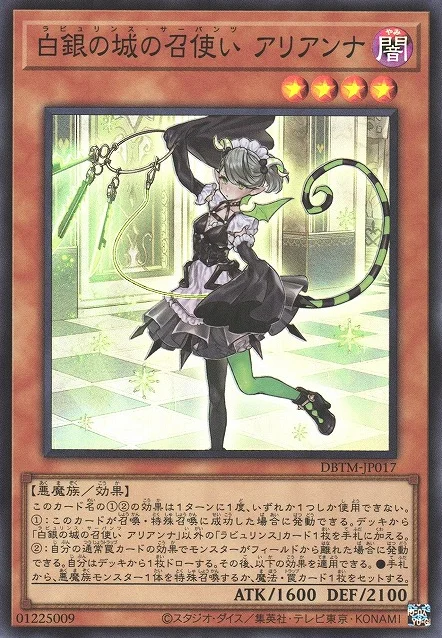 ラビュリンス・サーバンツ
白銀の城の召使い アリアンナ
やみ
闇
DBTM-JP017
【悪魔族/効果】
このカード名の①②の効果は1ターンに1度、いずれか1つしか使用できない。
①:このカードが召喚・特殊召喚に成功した場合に発動できる。デッキから
「白銀の城の召使い アリアンナ」以外の「ラビュリンス」カード1枚を手札に加える。
②:自分の通常罠カードの効果でモンスターがフィールドから離れた場合に発動
できる。自分はデッキから1枚ドローする。その後、以下の効果を適用できる。●手札
から、悪魔族モンスター1体を特殊召喚するか、魔法・罠カード1枚をセットする。
ATK/1600 DEF/2100
01225009
©スタジオ・ダイス/集英社・テレビ東京・KONAMI